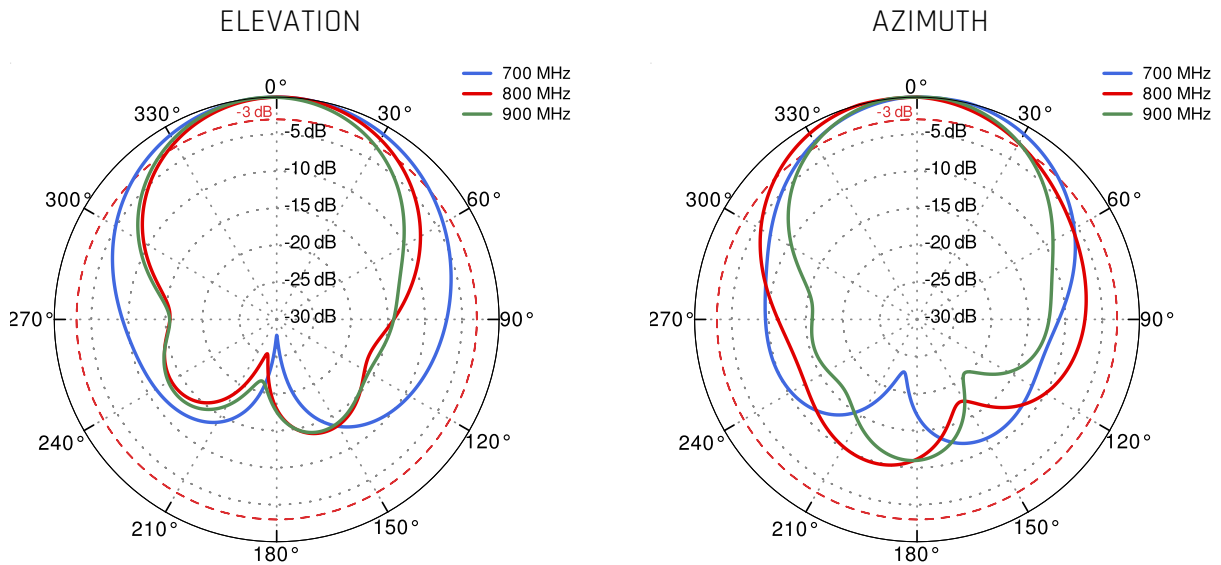 ELEVATION
700 MHz
800 MHz
900 MHz
0°
330°
30°
-3 dB
-5 dB
-10 dB
300°
60°
-15 dB
-20 dB
-25 dB
-30 dB
270°
90°
240°
120°
210°
150°
180°
AZIMUTH
700 MHz
800 MHz
900 MHz
0°
330°
30°
-3 dB
-5 dB
-10 dB
300°
60°
-15 dB
-20 dB
-25 dB
-30 dB
270°
90°
240°
120°
210°
150°
180°